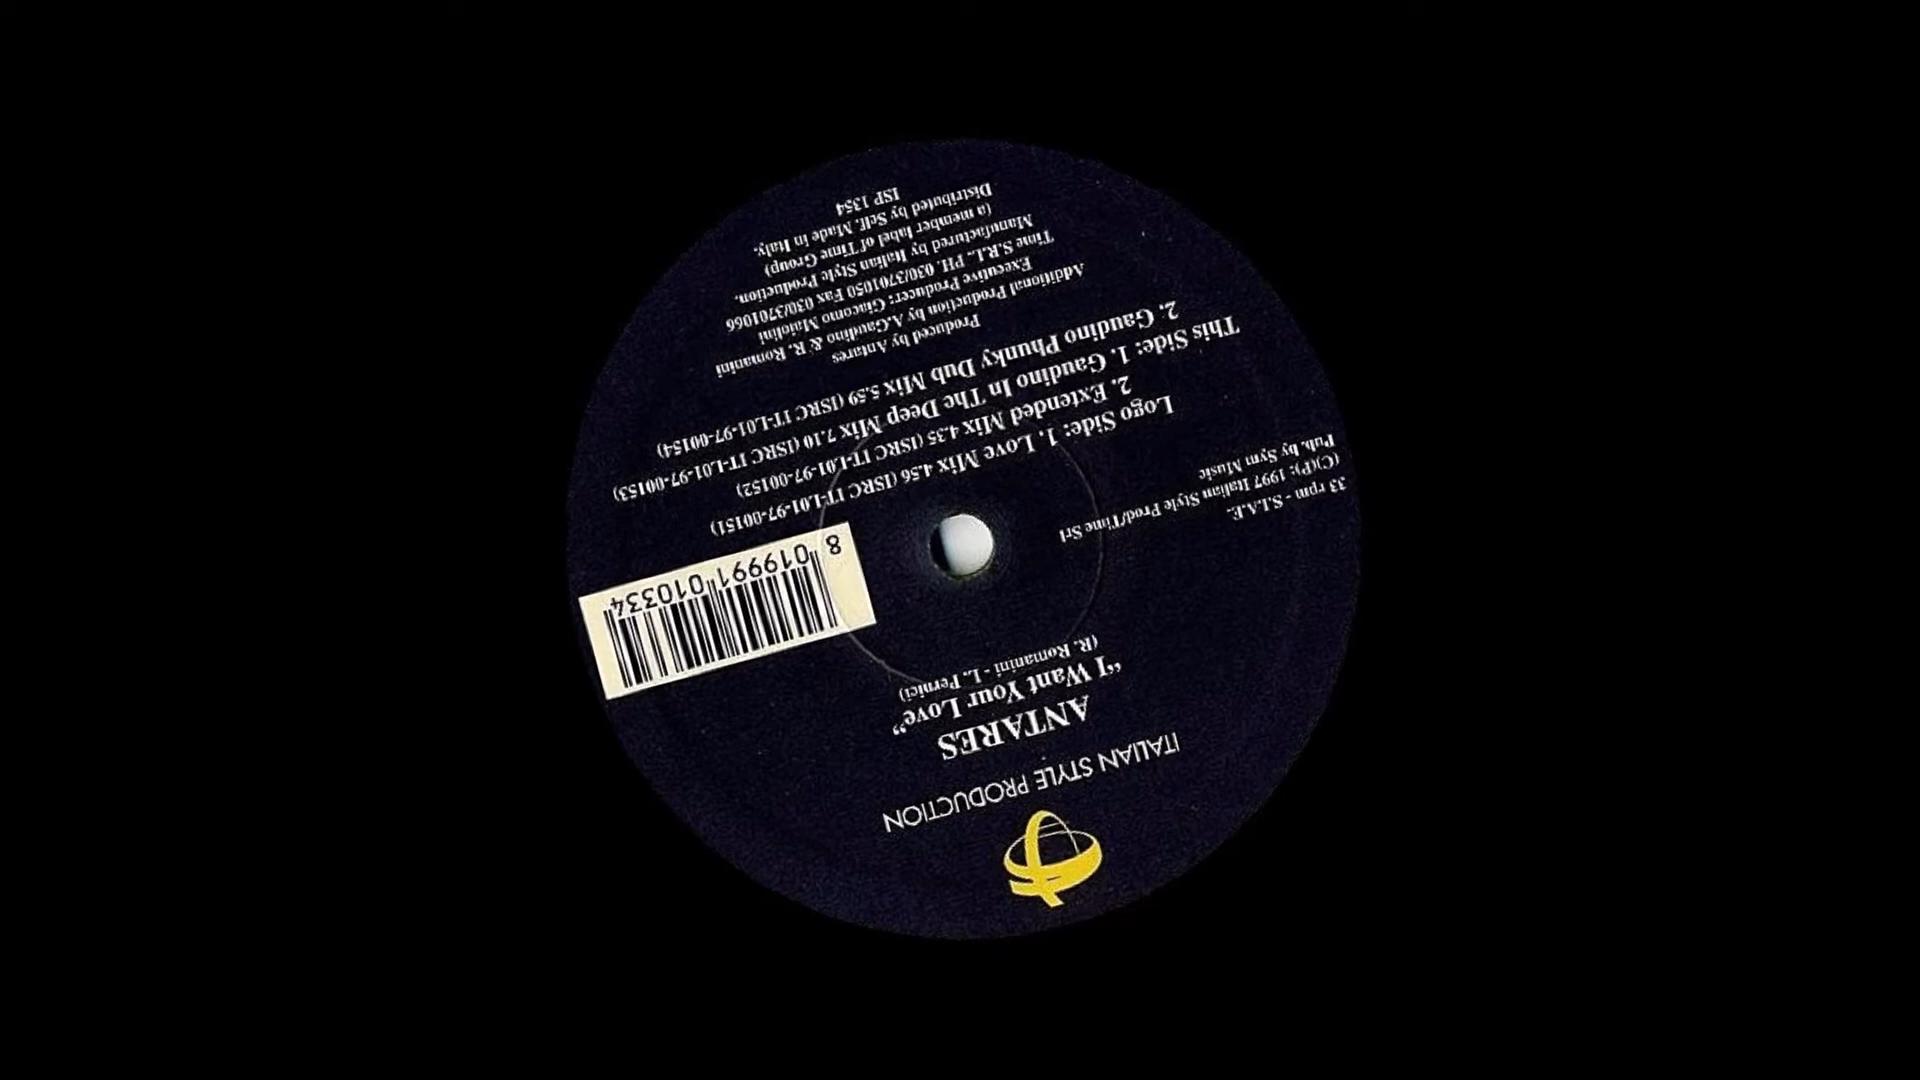 ITALIAN STYLE PRODUCTION
ANTARES
“I Want Your Love”
(R. Romanini - L. Pernici)
33 rpm - S.I.A.E.
(C)(P): 1997 Italian Style Prod/Time Srl
Pub. by Sym Music
8 019991 010334
Logo Side: 1. Love Mix 4.56 (ISRC IT-L01-97-00151)
2. Extended Mix 4.35 (ISRC IT-L01-97-00152)
This Side: 1. Gaudino In The Deep Mix 7.10 (ISRC IT-L01-97-00153)
2. Gaudino Phunky Dub Mix 5.59 (ISRC IT-L01-97-00154)
Produced by Antares
Additional Production by A.Gaudino & R. Romanini
Executive Producer: Giacomo Maiolini
Time S.R.L. PH. 030/3701050 Fax 030/3701066
Manufactured by Italian Style Production.
(a member label of Time Group)
Distributed by Self. Made in Italy.
ISP 1354